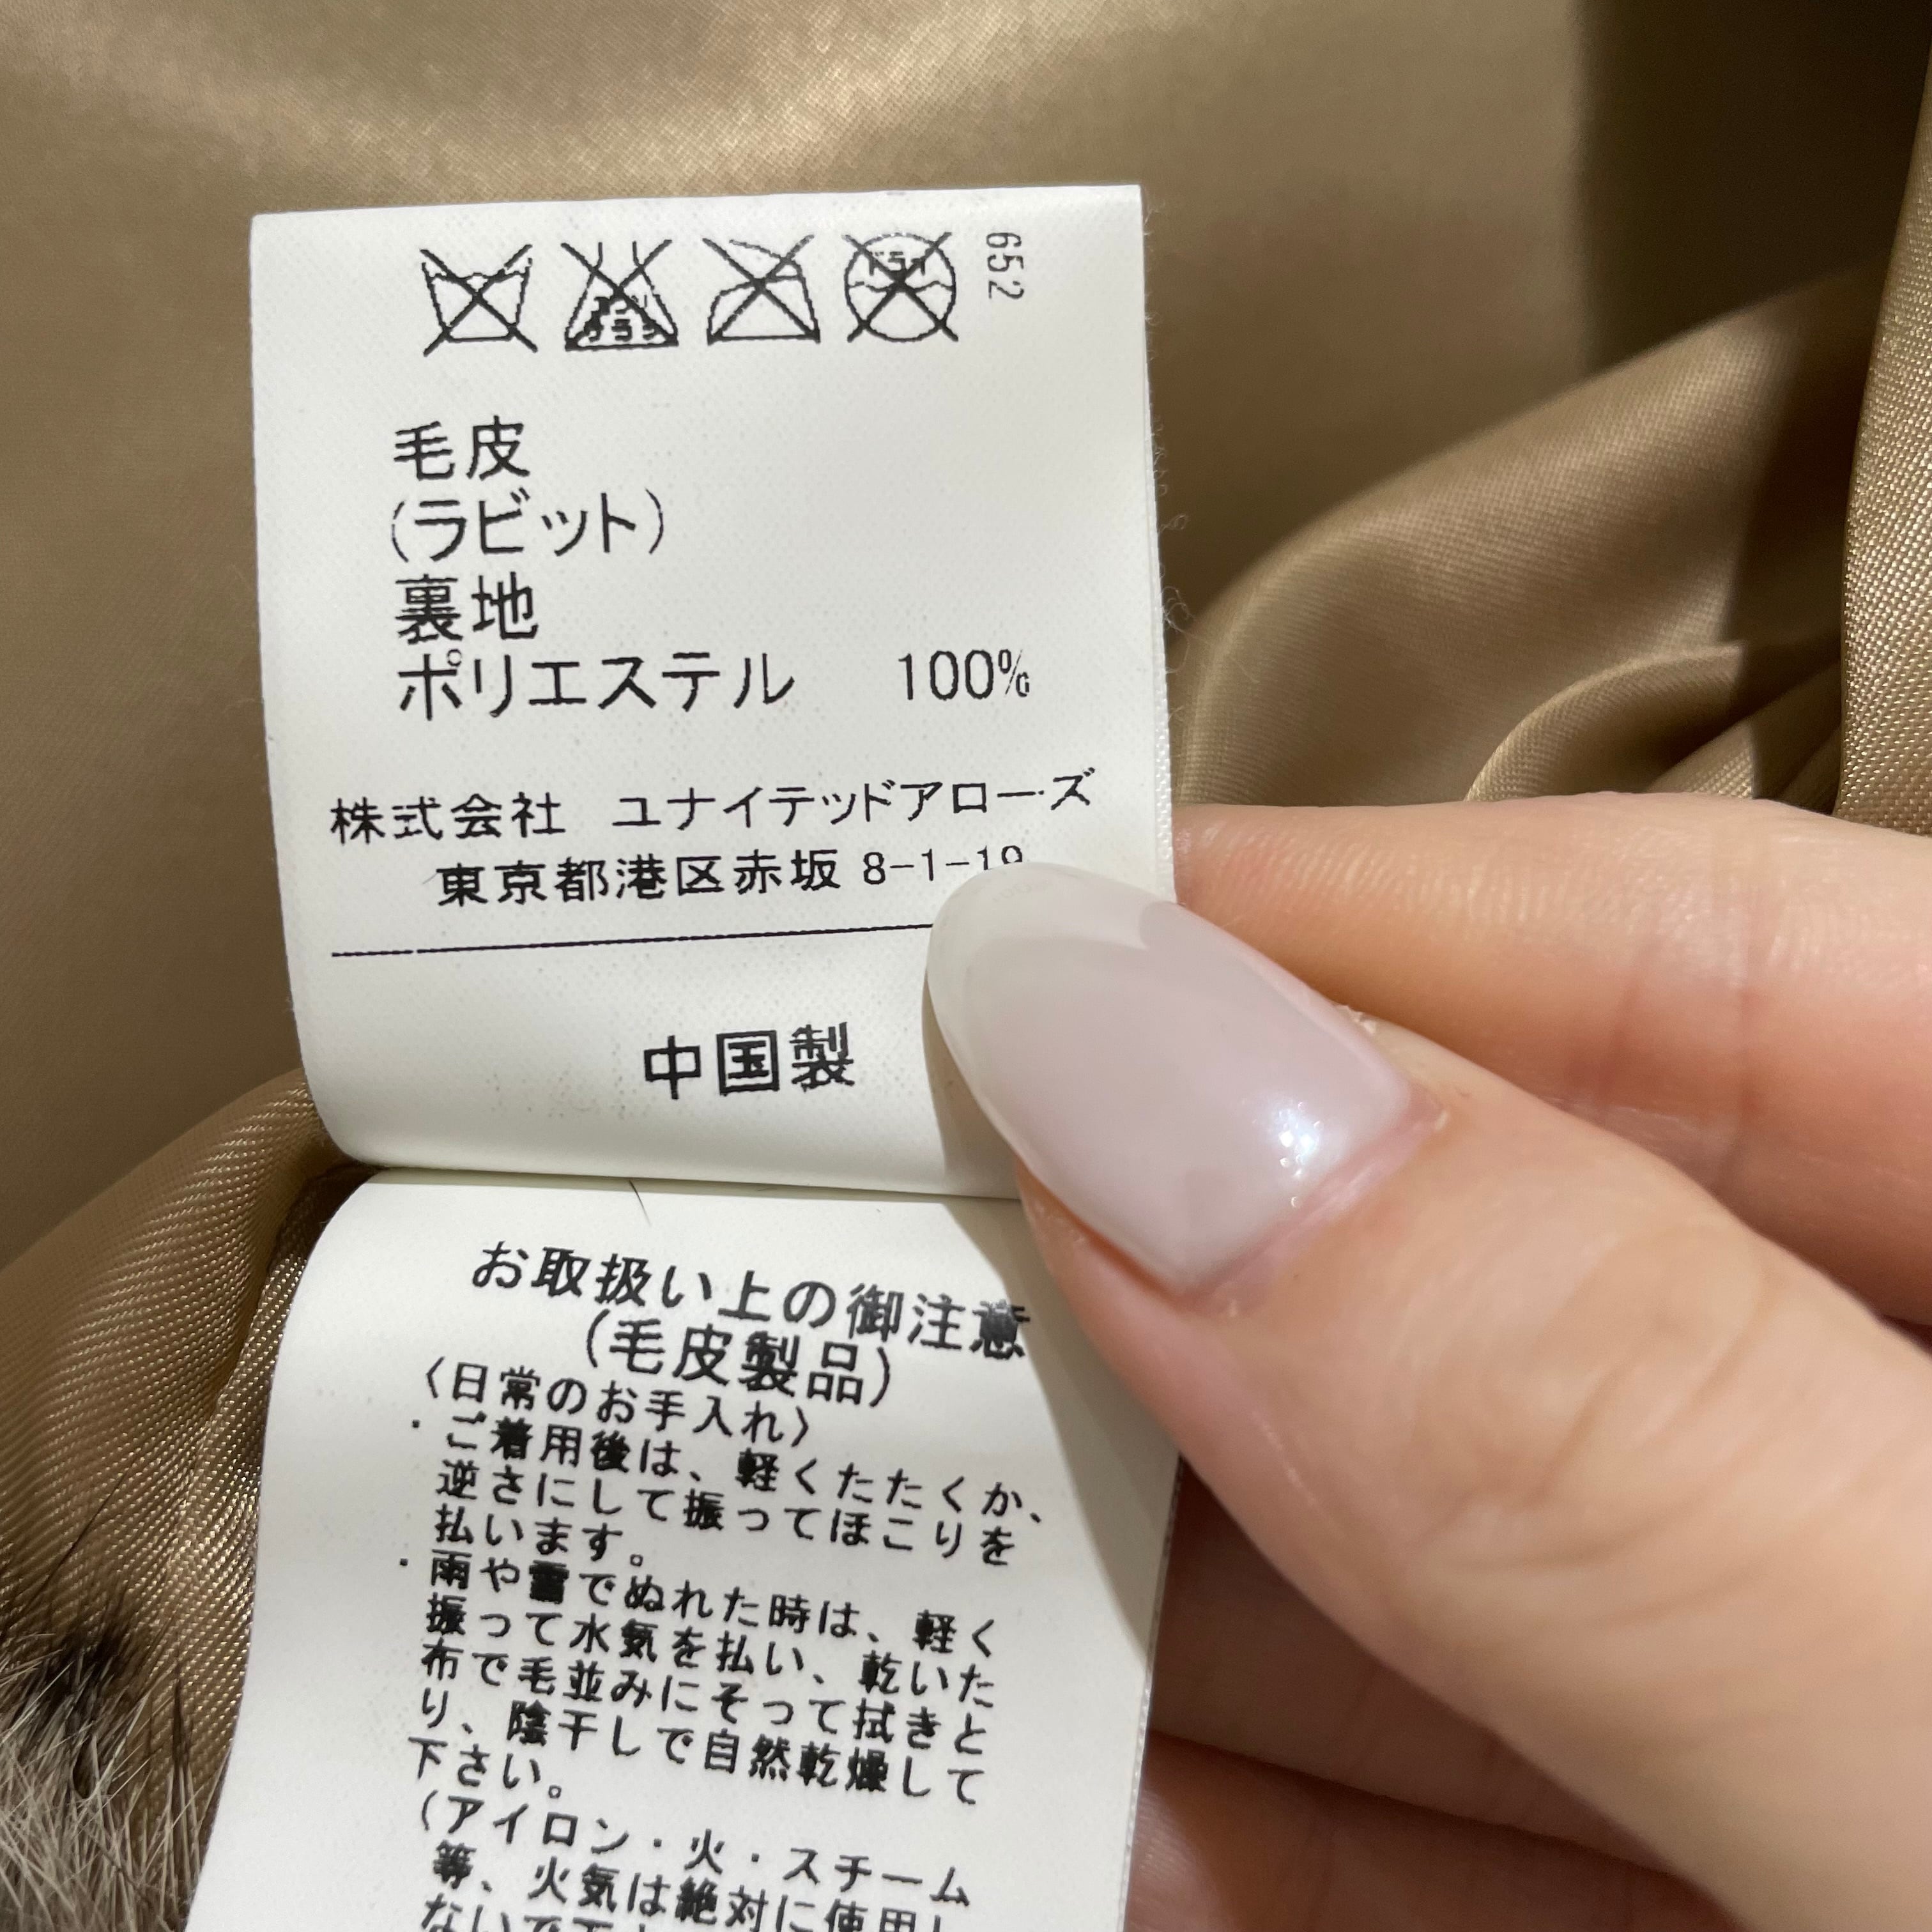 652
毛皮
(ラビット)
裏地
ポリエステル 100%
株式会社 ユナイテッドアローズ
東京都港区赤坂 8-1-19
中国製
お取扱い上の御注意
(毛皮製品)
〈日常のお手入れ〉
・ご着用後は、軽くたたくか、
逆さにして振ってほこりを
払います。
・雨や雪でぬれた時は、軽く
振って水気を払い、乾いた
布で毛並みにそって拭きと
り、陰干しで自然乾燥して
下さい。
(アイロン・火・スチーム
等、火気は絶対に使用し
ないで下